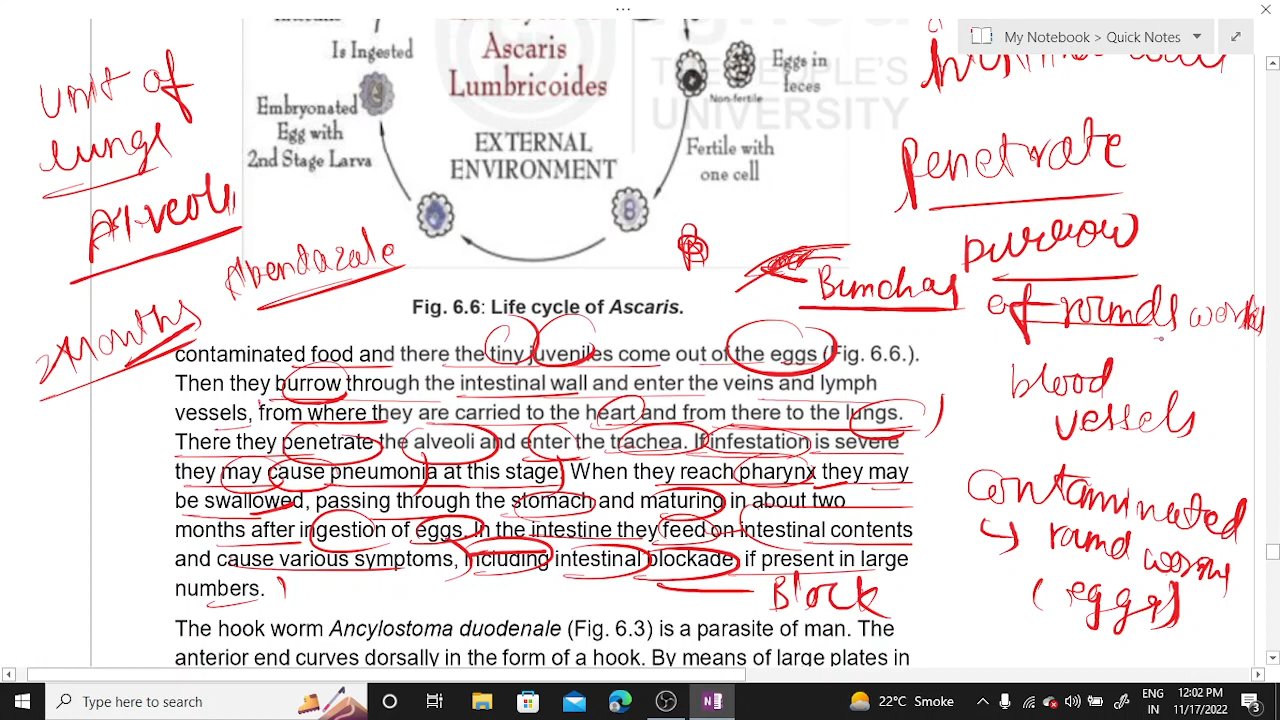 My Notebook > Quick Notes
Is Ingested
Ascaris
Lumbricoides
Eggs in
feces
Non-fertile
THE PEOPLE'S
UNIVERSITY
Embryonated
Egg with
2nd Stage Larva
EXTERNAL
ENVIRONMENT
Fertile with
one cell
unit of
lungs
Alveoli
Abendazale
2Months
Penetrate
purrow
Bunchas
of rounds worms
blood
vessels
Contaminated
round worms
(eggs)
Fig. 6.6: Life cycle of Ascaris.
contaminated food and there the tiny juveniles come out of the eggs (Fig. 6.6.).
Then they burrow through the intestinal wall and enter the veins and lymph
vessels, from where they are carried to the heart and from there to the lungs.
There they penetrate the alveoli and enter the trachea. If infestation is severe
they may cause pneumonia at this stage. When they reach pharynx they may
be swallowed, passing through the stomach and maturing in about two
months after ingestion of eggs. In the intestine they feed on intestinal contents
and cause various symptoms, including intestinal blockade, if present in large
numbers.
Block
The hook worm Ancylostoma duodenale (Fig. 6.3) is a parasite of man. The
anterior end curves dorsally in the form of a hook. By means of large plates in
Type here to search
22°C Smoke
ENG
IN
12:02 PM
11/17/2022
3